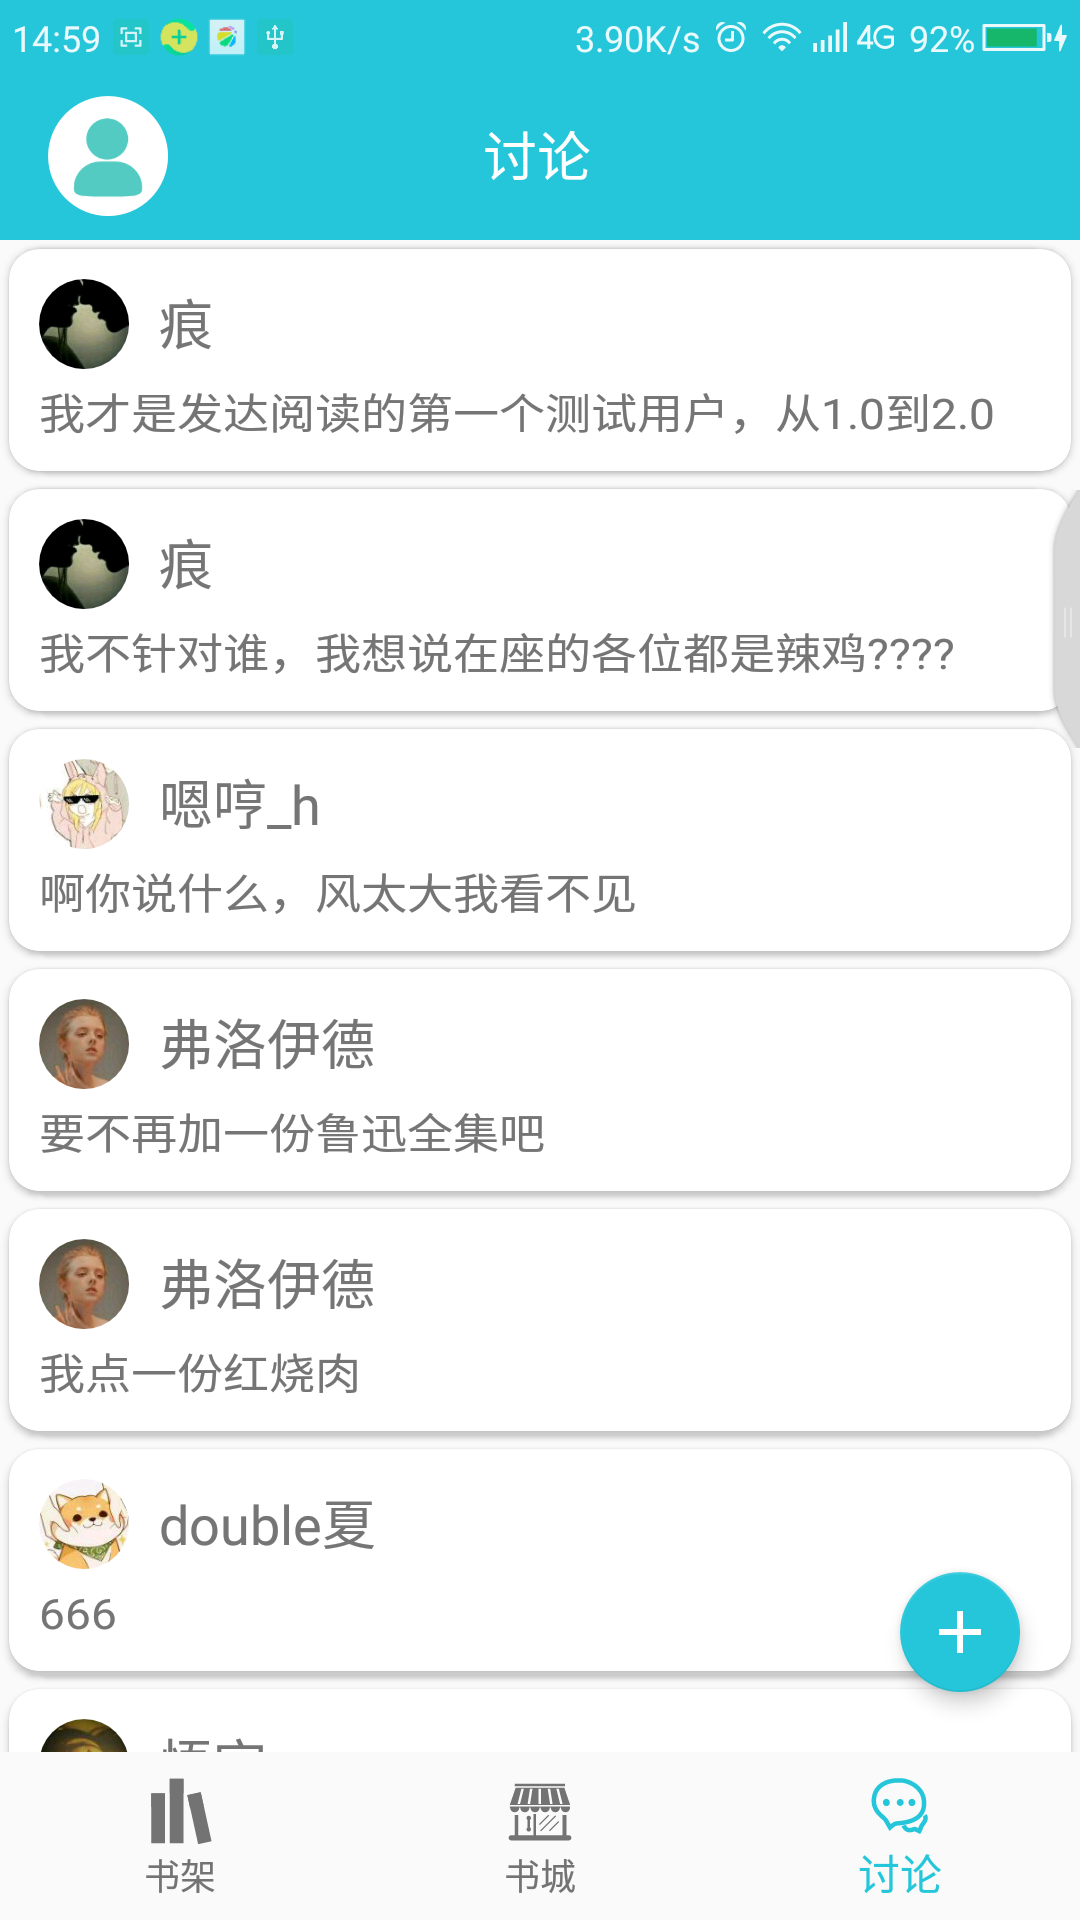 14:59 3.90K/s 4G 92%
讨论
痕
我才是发达阅读的第一个测试用户，从1.0到2.0
痕
我不针对谁，我想说在座的各位都是辣鸡????
嗯哼_h
啊你说什么，风太大我看不见
弗洛伊德
要不再加一份鲁迅全集吧
弗洛伊德
我点一份红烧肉
double夏
666
书架
书城
讨论